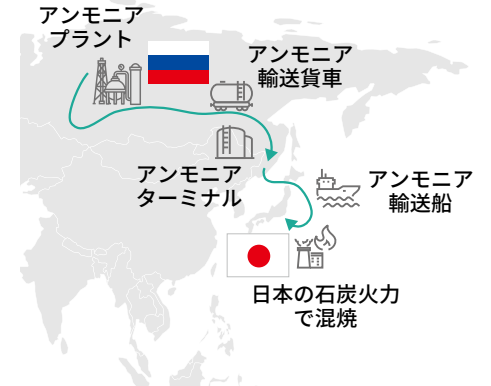 アンモニア
プラント
アンモニア
輸送貨車
アンモニア
ターミナル
アンモニア
輸送船
日本の石炭火力
で混焼